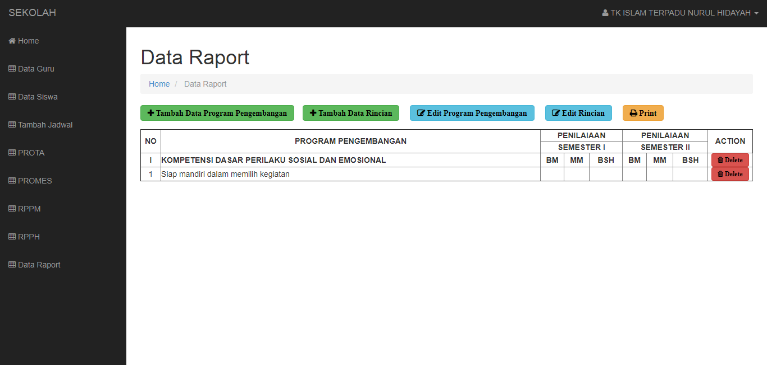 SEKOLAH
TK ISLAM TERPADU NURUL HIDAYAH
Home
Data Guru
Data Siswa
Tambah Jadwal
PROTA
PROMES
RPPM
RPPH
Data Raport
Data Raport
Home / Data Raport
Tambah Data Program Pengembangan Tambah Data Rincian Edit Program Pengembangan Edit Rincian Print
NO PROGRAM PENGEMBANGAN PENILAIAAN PENILAIAAN ACTION
SEMESTER I SEMESTER II
I KOMPETENSI DASAR PERILAKU SOSIAL DAN EMOSIONAL BM MM BSH BM MM BSH Delete
1 Siap mandiri dalam memilih kegiatan Delete